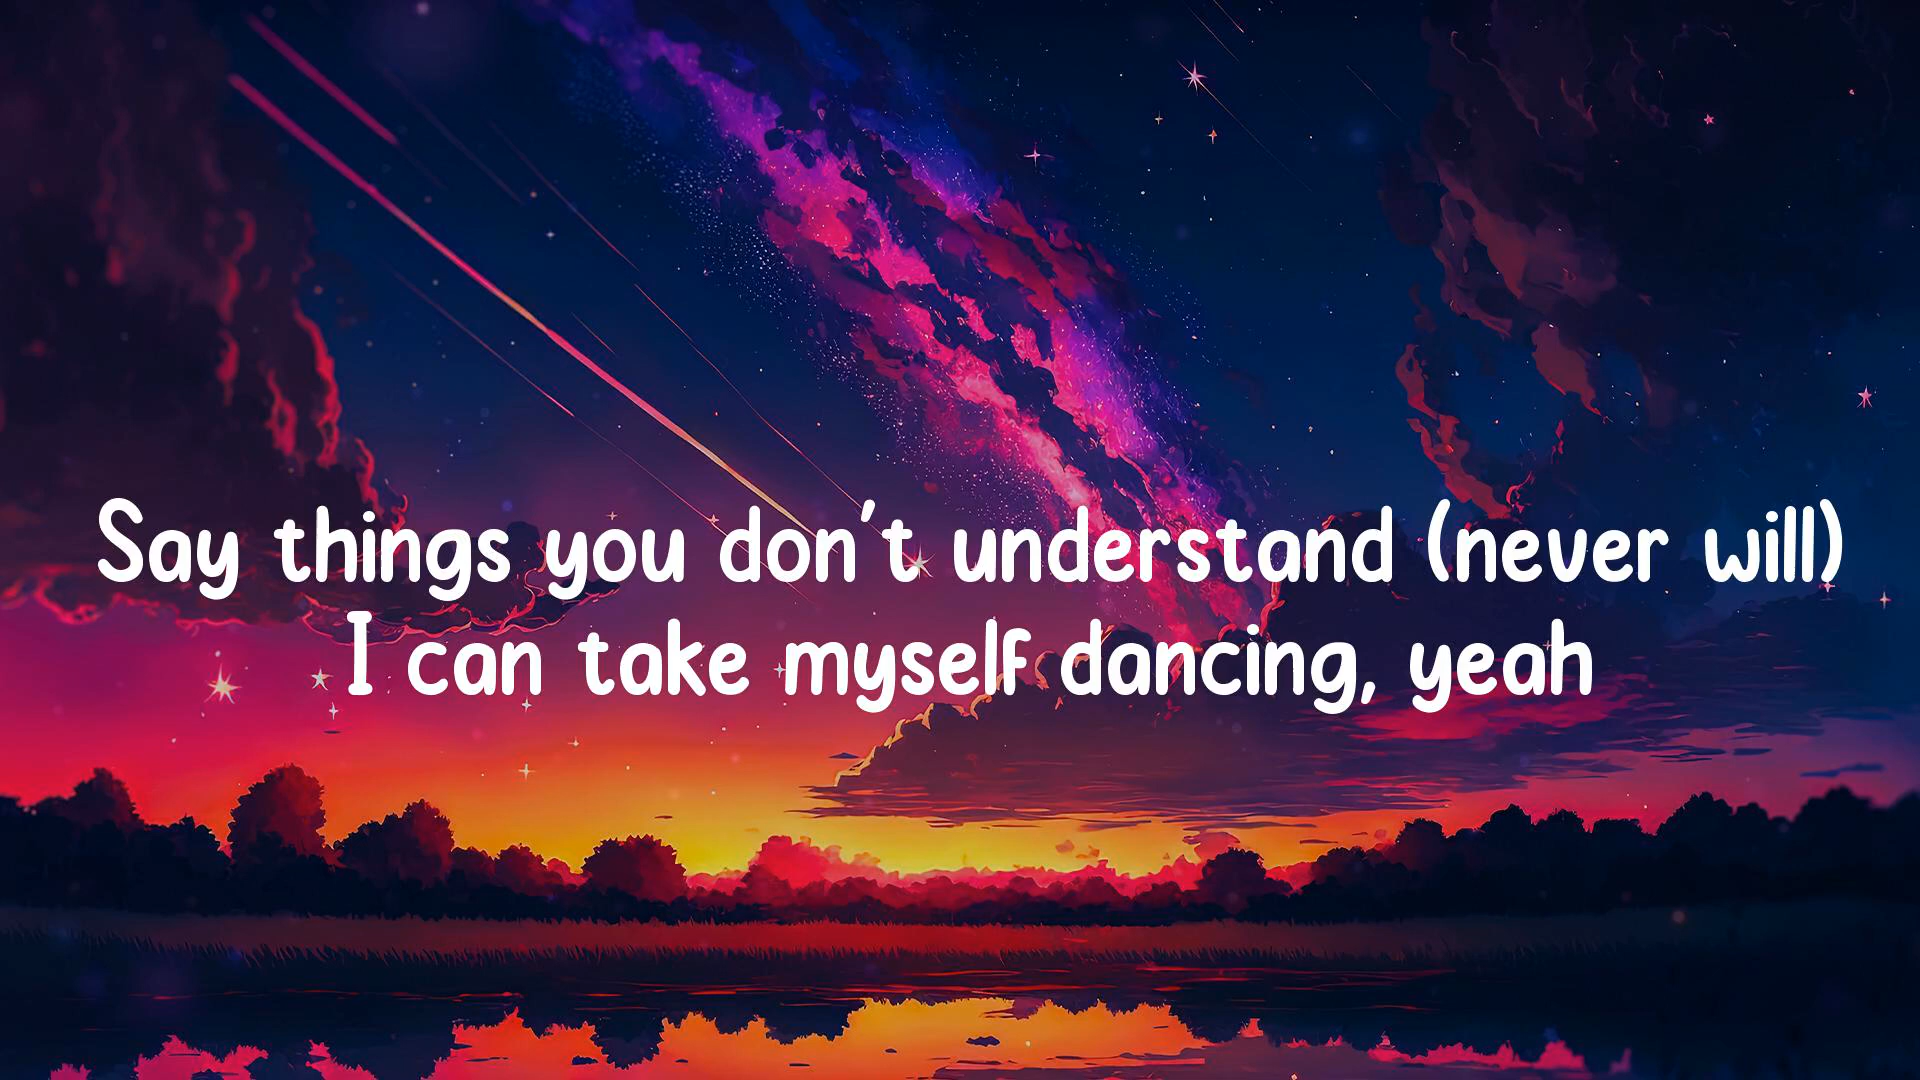 Say things you don't understand (never will)
I can take myself dancing, yeah